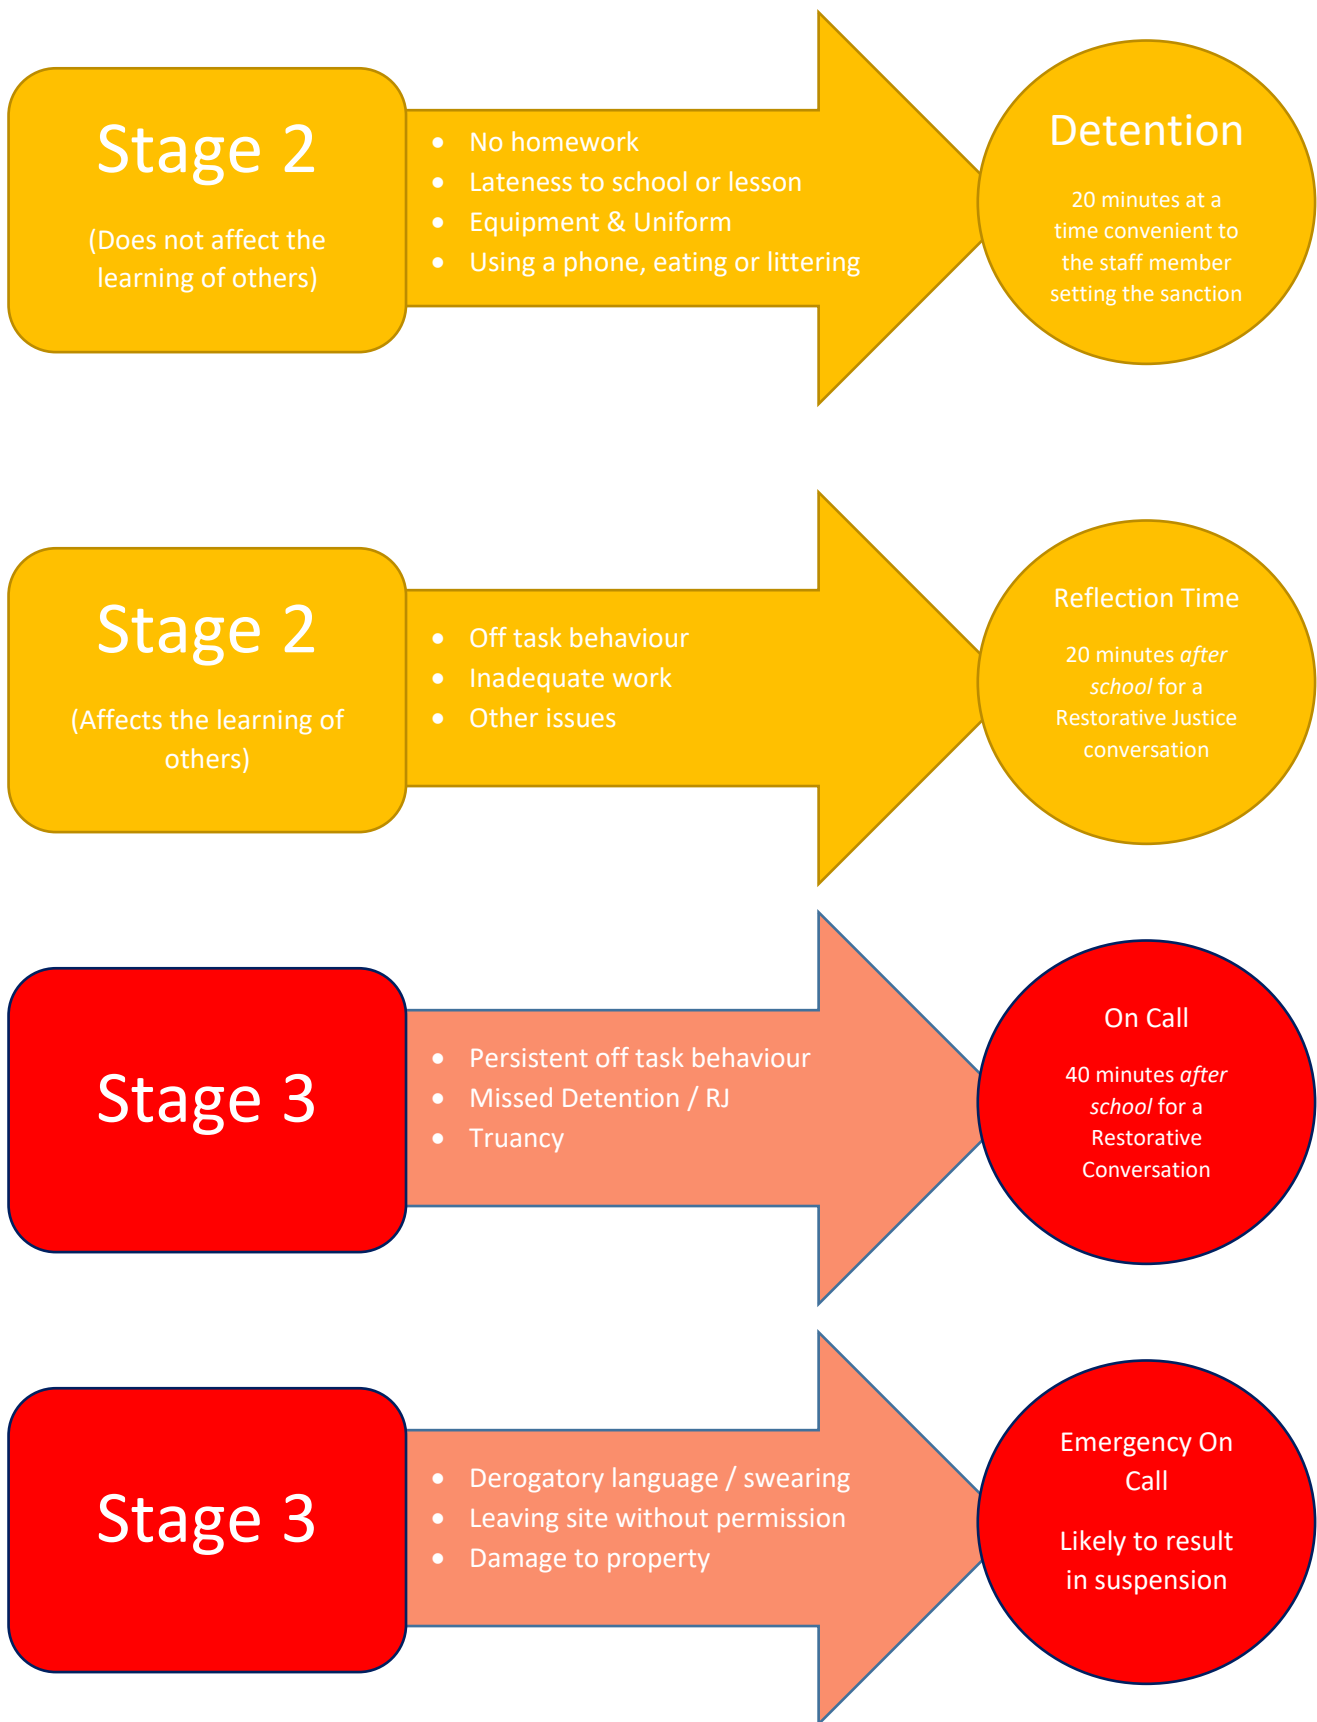 Stage 2
(Does not affect the
learning of others)
• No homework
• Lateness to school or lesson
• Equipment & Uniform
• Using a phone, eating or littering
Detention
20 minutes at a
time convenient to
the staff member
setting the sanction
Stage 2
(Affects the learning of
others)
• Off task behaviour
• Inadequate work
• Other issues
Reflection Time
20 minutes after
school for a
Restorative Justice
conversation
Stage 3
• Persistent off task behaviour
• Missed Detention / RJ
• Truancy
On Call
40 minutes after
school for a
Restorative
Conversation
Stage 3
• Derogatory language / swearing
• Leaving site without permission
• Damage to property
Emergency On
Call
Likely to result
in suspension